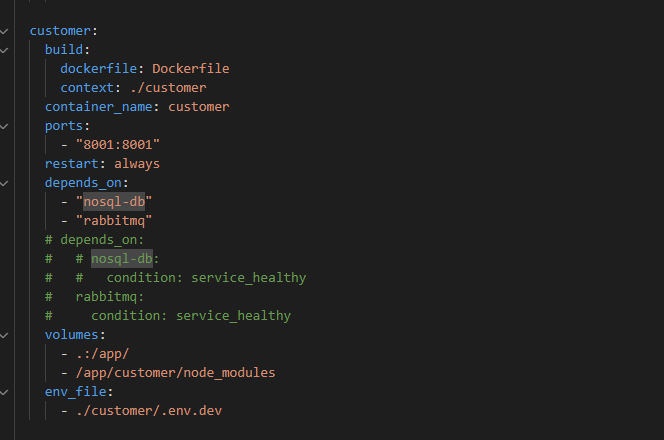 customer:
  build:
    dockerfile: Dockerfile
    context: ./customer
  container_name: customer
  ports:
    - "8001:8001"
  restart: always
  depends_on:
    - "nosql-db"
    - "rabbitmq"
  # depends_on:
  #   # nosql-db:
  #   #   condition: service_healthy
  #   rabbitmq:
  #     condition: service_healthy
  volumes:
    - .:/app/
    - /app/customer/node_modules
  env_file:
    - ./customer/.env.dev